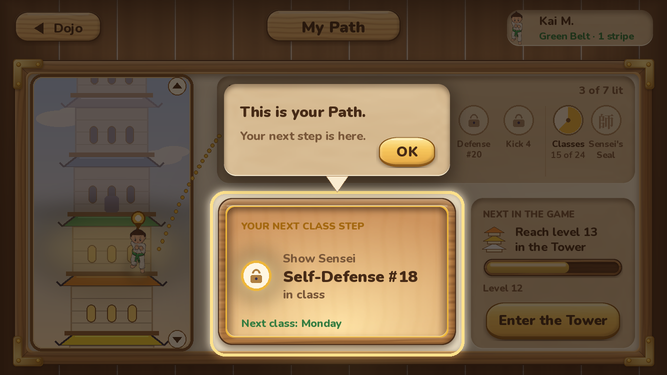 Dojo
My Path
Kai M.
Green Belt · 1 stripe
This is your Path.
Your next step is here.
OK
3 of 7 lit
Defense
#20
Kick 4
Classes
15 of 24
Sensei's
Seal
YOUR NEXT CLASS STEP
Show Sensei
Self-Defense #18
in class
Next class: Monday
NEXT IN THE GAME
Reach level 13
in the Tower
Level 12
Enter the Tower